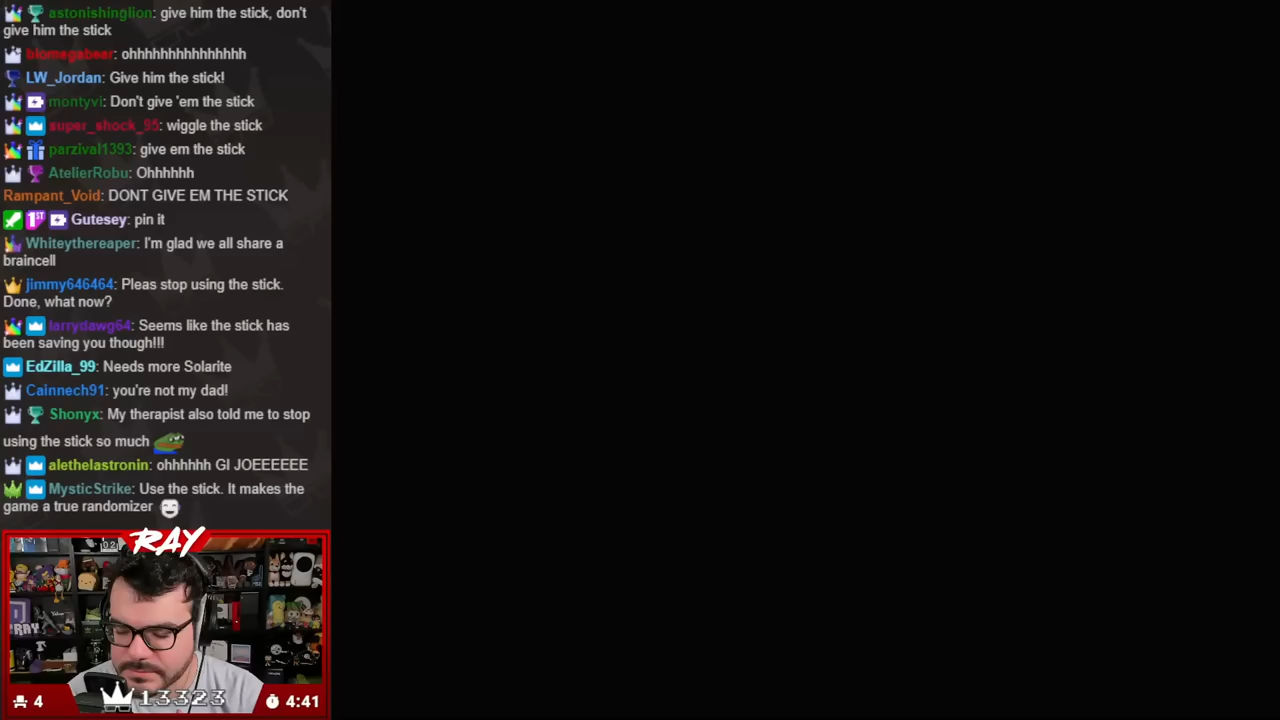 astonishinglion: give him the stick, don't
give him the stick
biomegabear: ohhhhhhhhhhhhhhh
LW_Jordan: Give him the stick!
montyvi: Don't give 'em the stick
super_shock_95: wiggle the stick
parzival1393: give em the stick
AtelierRobu: Ohhhhhh
Rampant_Void: DONT GIVE EM THE STICK
1ST Gutesey: pin it
Whiteythereaper: I'm glad we all share a
braincell
jimmy646464: Pleas stop using the stick.
Done, what now?
larrydawg64: Seems like the stick has
been saving you though!!!
EdZilla_99: Needs more Solarite
Cainnech91: you're not my dad!
Shonyx: My therapist also told me to stop
using the stick so much
alethelastronin: ohhhhhh GI JOEEEEEE
MysticStrike: Use the stick. It makes the
game a true randomizer
RAY
4
13323
4:41